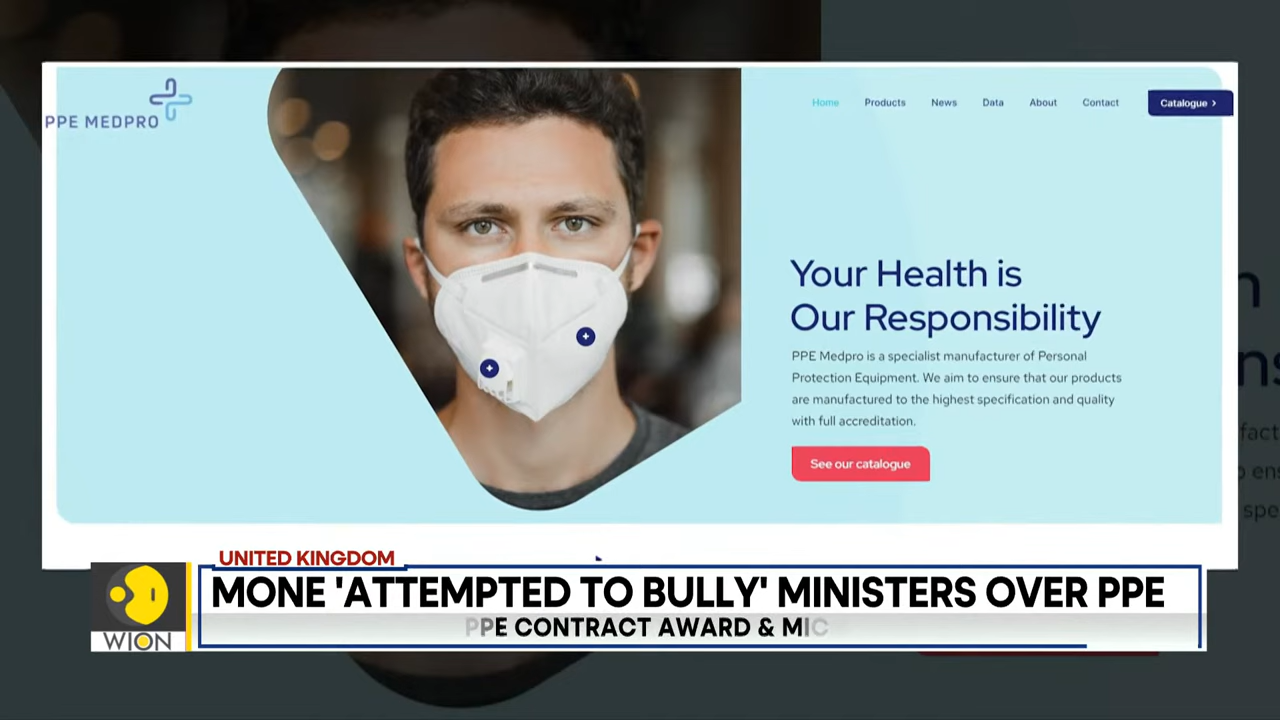 PPE MEDPRO
Home Products News Data About Contact Catalogue ›
Your Health is
Our Responsibility
PPE Medpro is a specialist manufacturer of Personal
Protection Equipment. We aim to ensure that our products
are manufactured to the highest specification and quality
with full accreditation.
See our catalogue
UNITED KINGDOM
MONE 'ATTEMPTED TO BULLY' MINISTERS OVER PPE
PPE CONTRACT AWARD & MIC
WION